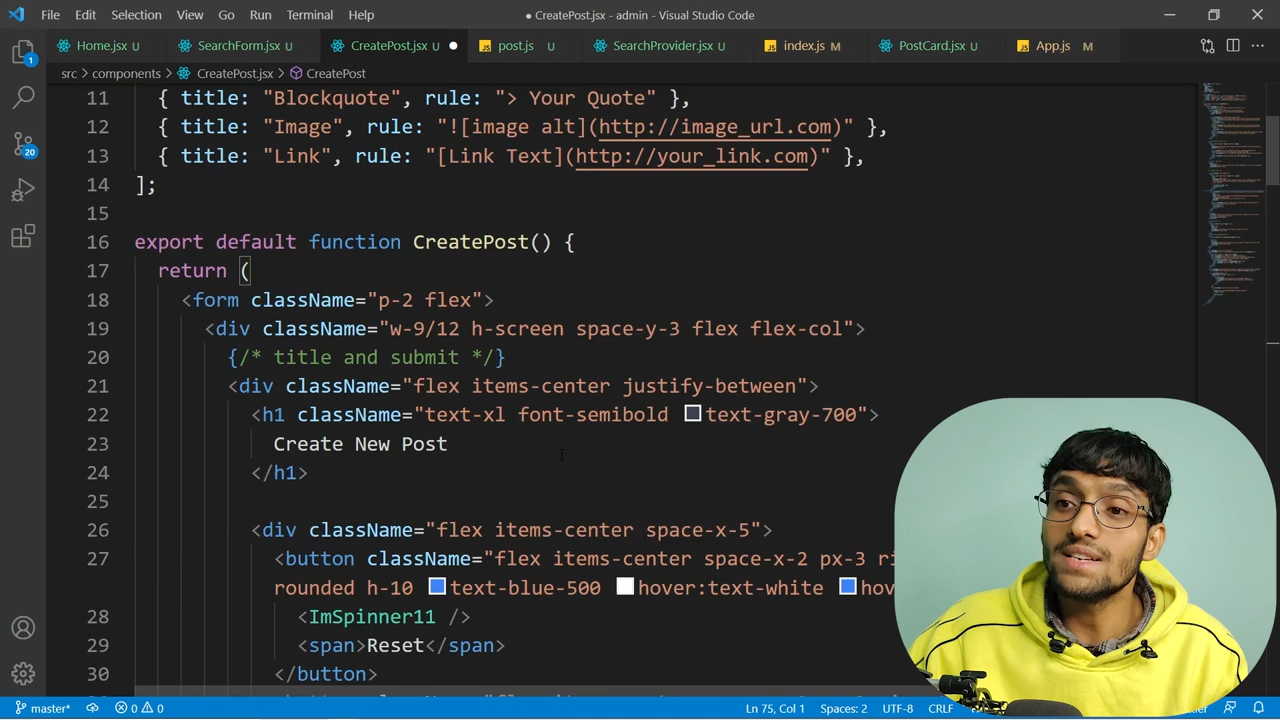 File Edit Selection View Go Run Terminal Help
● CreatePost.jsx - admin - Visual Studio Code
Home.jsx U SearchForm.jsx U CreatePost.jsx U JS post.js U SearchProvider.jsx U JS index.js M PostCard.jsx U JS App.js M
src > components > CreatePost.jsx > CreatePost
1
20
11 { title: "Blockquote", rule: "> Your Quote" },
12 { title: "Image", rule: "![image alt](http://image_url.com)" },
13 { title: "Link", rule: "[Link Text](http://your_link.com)" },
14 ];
15
16 export default function CreatePost() {
17 return (
18 <form className="p-2 flex">
19 <div className="w-9/12 h-screen space-y-3 flex flex-col">
20 {/* title and submit */}
21 <div className="flex items-center justify-between">
22 <h1 className="text-xl font-semibold text-gray-700">
23 Create New Post
24 </h1>
25
26 <div className="flex items-center space-x-5">
27 <button className="flex items-center space-x-2 px-3 ri
rounded h-10 text-blue-500 hover:text-white hov
28 <ImSpinner11 />
29 <span>Reset</span>
30 </button>
master* 0 0 Ln 75, Col 1 Spaces: 2 UTF-8 CRLF